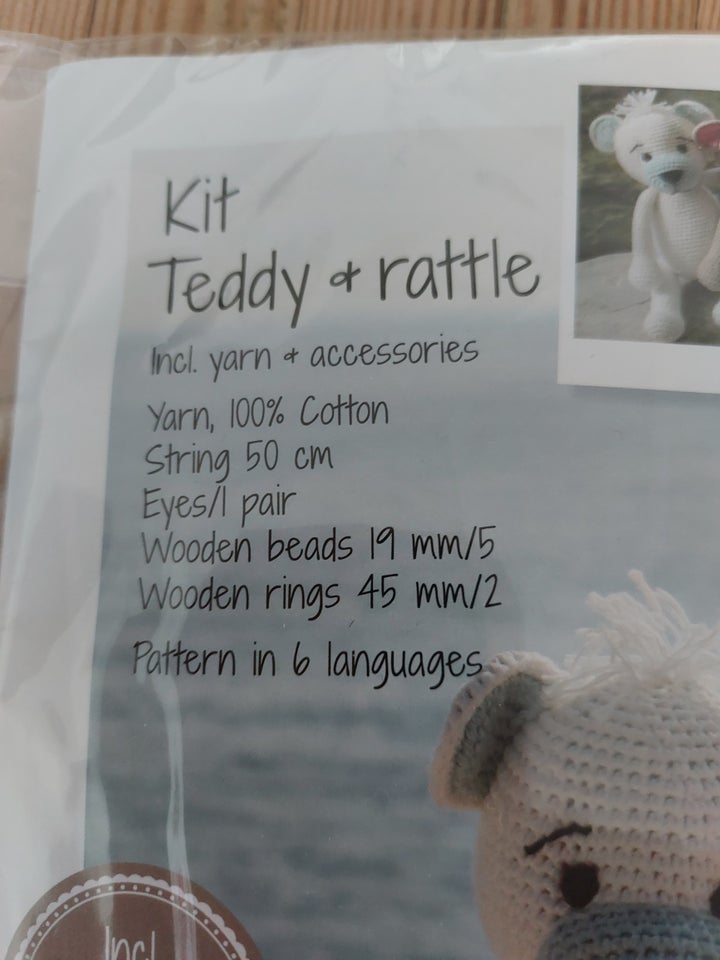 Kit
Teddy & rattle
Incl. yarn & accessories
Yarn, 100% Cotton
String 50 cm
Eyes/1 pair
Wooden beads 19 mm/5
Wooden rings 45 mm/2
Pattern in 6 languages
Incl